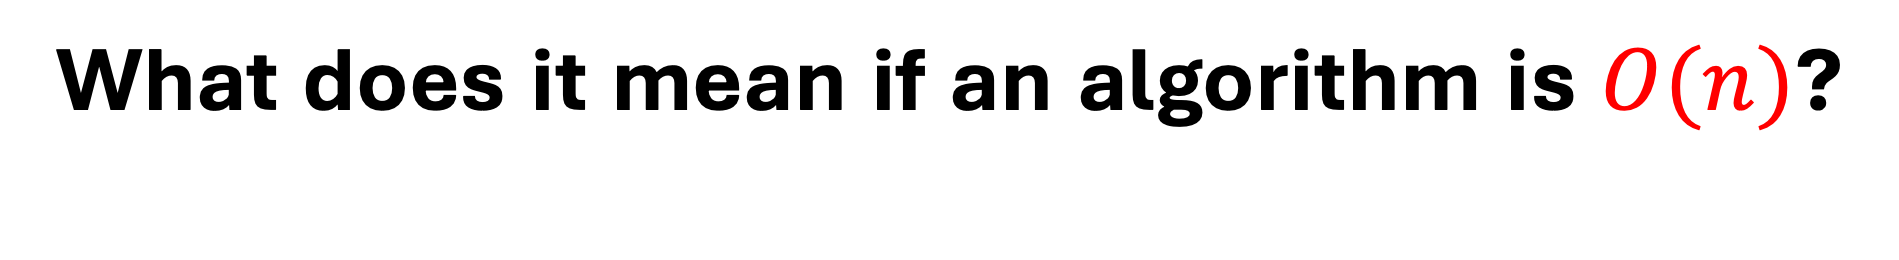 What does it mean if an algorithm is O(n)?